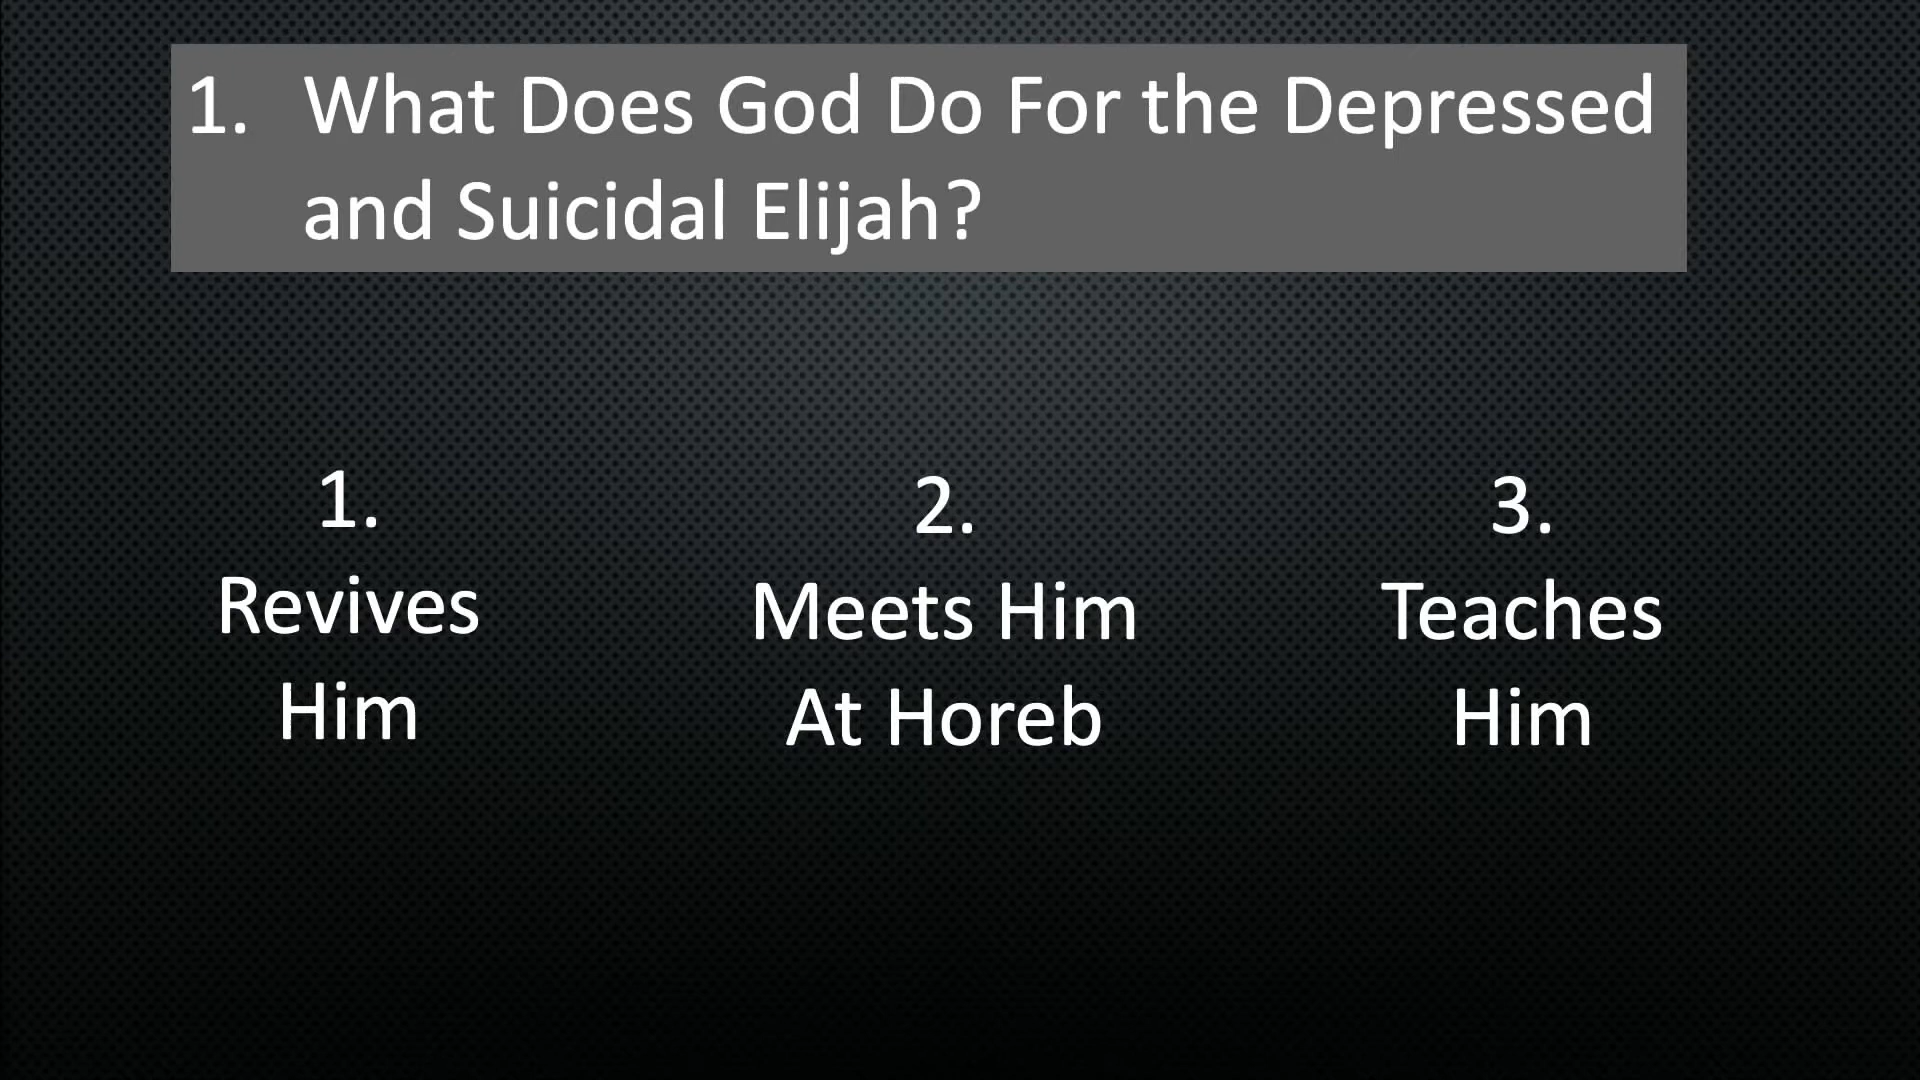 1. What Does God Do For the Depressed
and Suicidal Elijah?
1.
Revives
Him
2.
Meets Him
At Horeb
3.
Teaches
Him